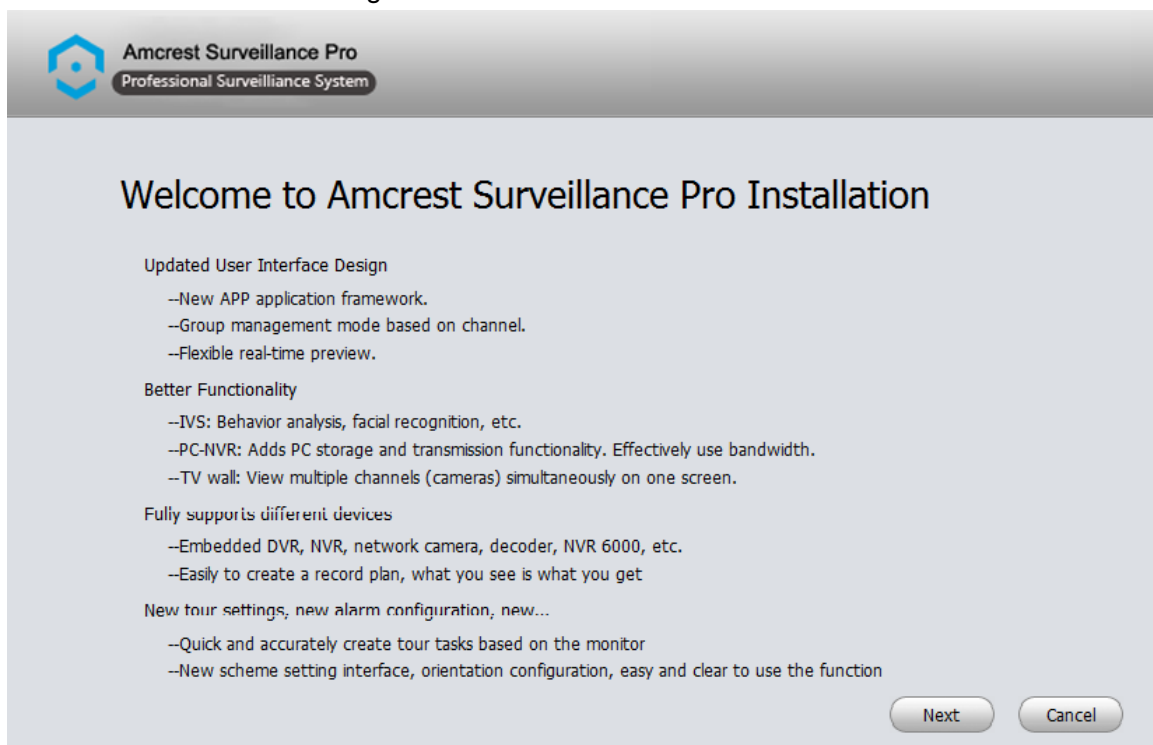 Amcrest Surveillance Pro
Professional Surveilliance System
Welcome to Amcrest Surveillance Pro Installation
Updated User Interface Design
--New APP application framework.
--Group management mode based on channel.
--Flexible real-time preview.
Better Functionality
--IVS: Behavior analysis, facial recognition, etc.
--PC-NVR: Adds PC storage and transmission functionality. Effectively use bandwidth.
--TV wall: View multiple channels (cameras) simultaneously on one screen.
Fully supports different devices
--Embedded DVR, NVR, network camera, decoder, NVR 6000, etc.
--Easily to create a record plan, what you see is what you get
New tour settings, new alarm configuration, new...
--Quick and accurately create tour tasks based on the monitor
--New scheme setting interface, orientation configuration, easy and clear to use the function
Next Cancel